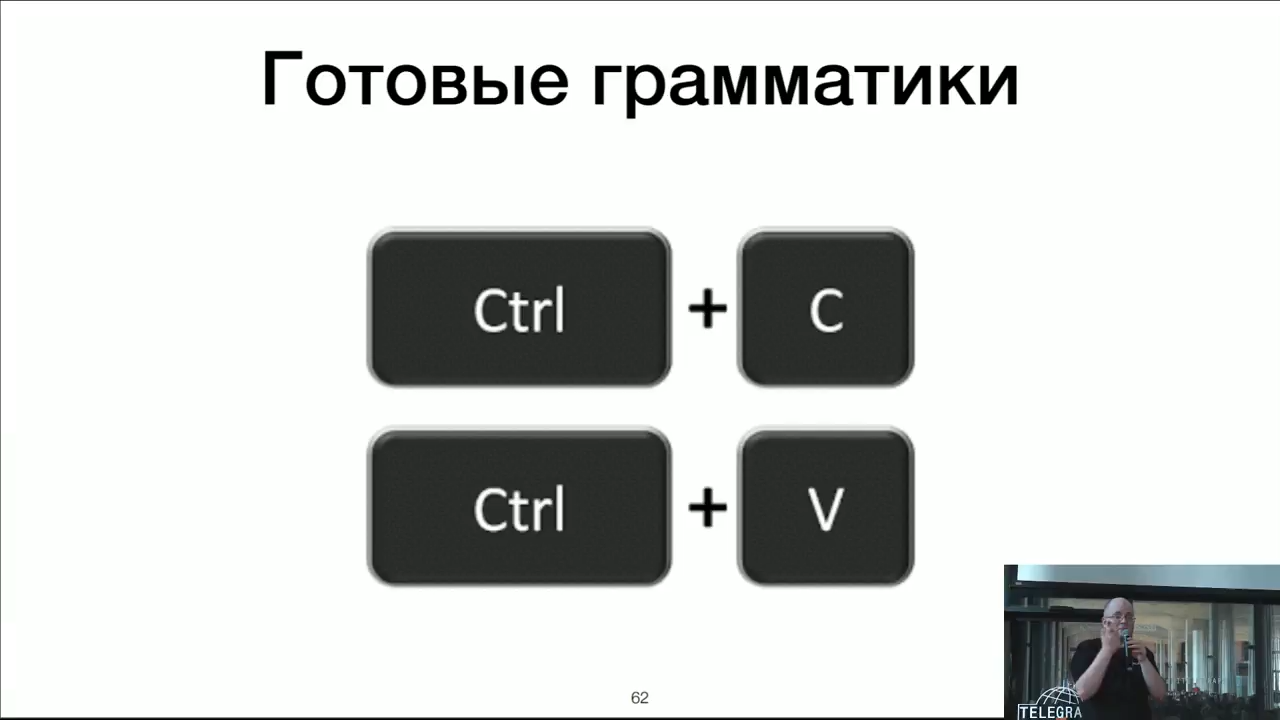 Готовые грамматики
Ctrl + C
Ctrl + V
62
TELEGRA